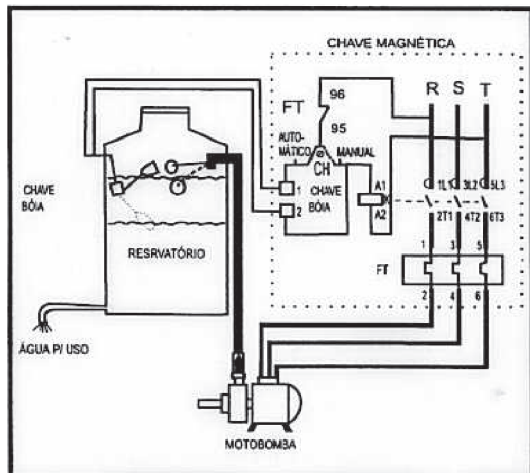 CHAVE MAGNÉTICA
R S T
FT
96
95
AUTO-
MÁTICO
MANUAL
CH
1
2
CHAVE
BÓIA
A1
A2
1L1 3L2 5L3
2T1 4T2 6T3
1 3 5
FT
2 4 6
CHAVE
BÓIA
RESRVATÓRIO
ÁGUA P/ USO
MOTOBOMBA